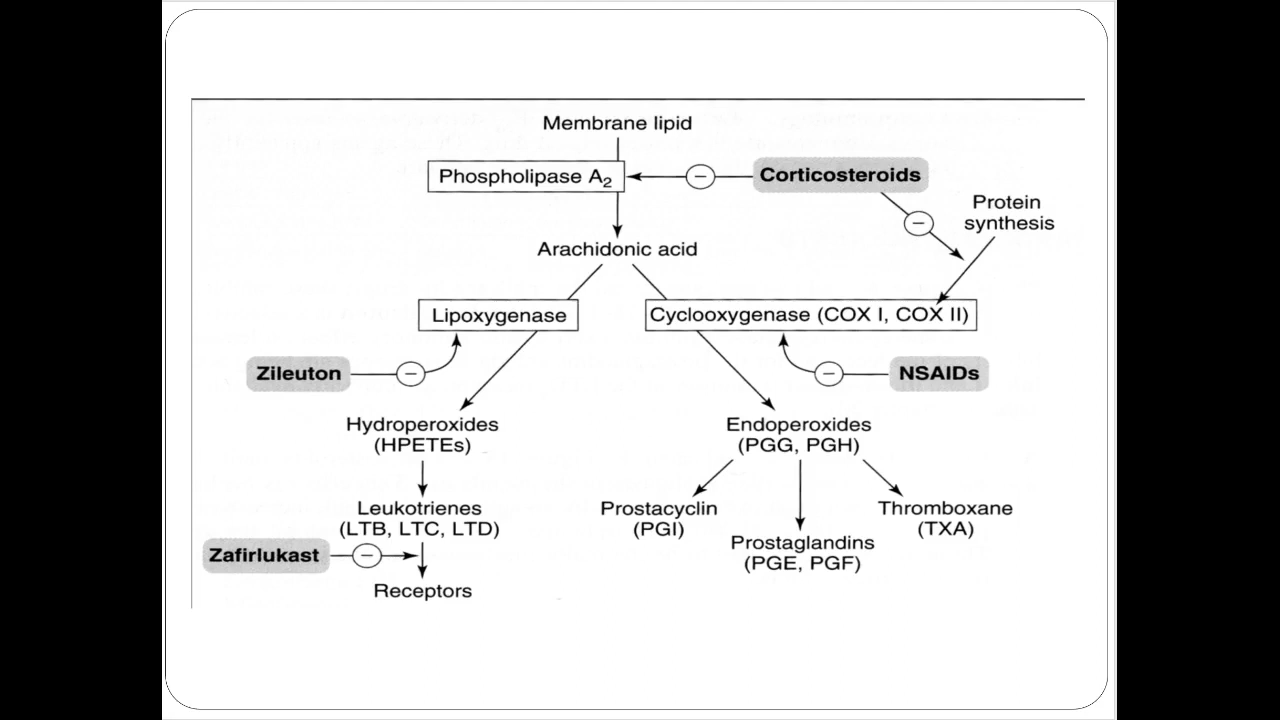 Membrane lipid
Phospholipase A2
Corticosteroids
Protein
synthesis
Arachidonic acid
Lipoxygenase
Cyclooxygenase (COX I, COX II)
Zileuton
NSAIDs
Hydroperoxides
(HPETEs)
Endoperoxides
(PGG, PGH)
Leukotrienes
(LTB, LTC, LTD)
Prostacyclin
(PGI)
Thromboxane
(TXA)
Prostaglandins
(PGE, PGF)
Zafirlukast
Receptors